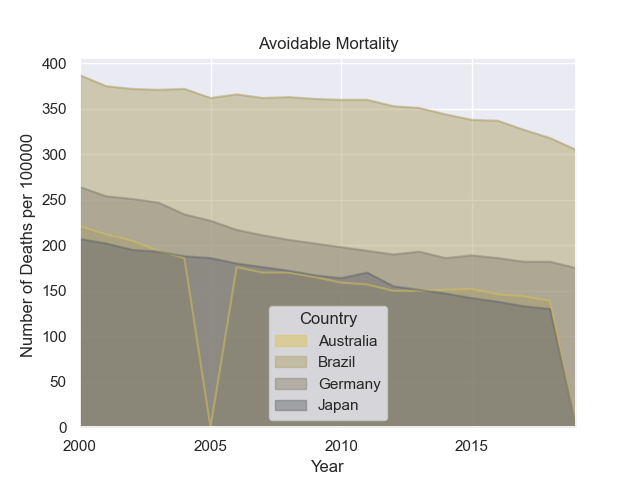 Avoidable Mortality
400
350
300
250
200
150
100
50
0
Number of Deaths per 100000
Country
Australia
Brazil
Germany
Japan
2000 2005 2010 2015
Year